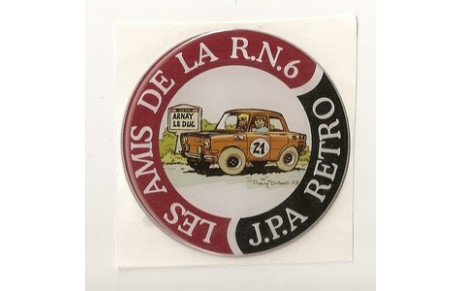 LES AMIS DE LA R.N.6
ARNAY
LE DUC
21
J.P.A RETRO